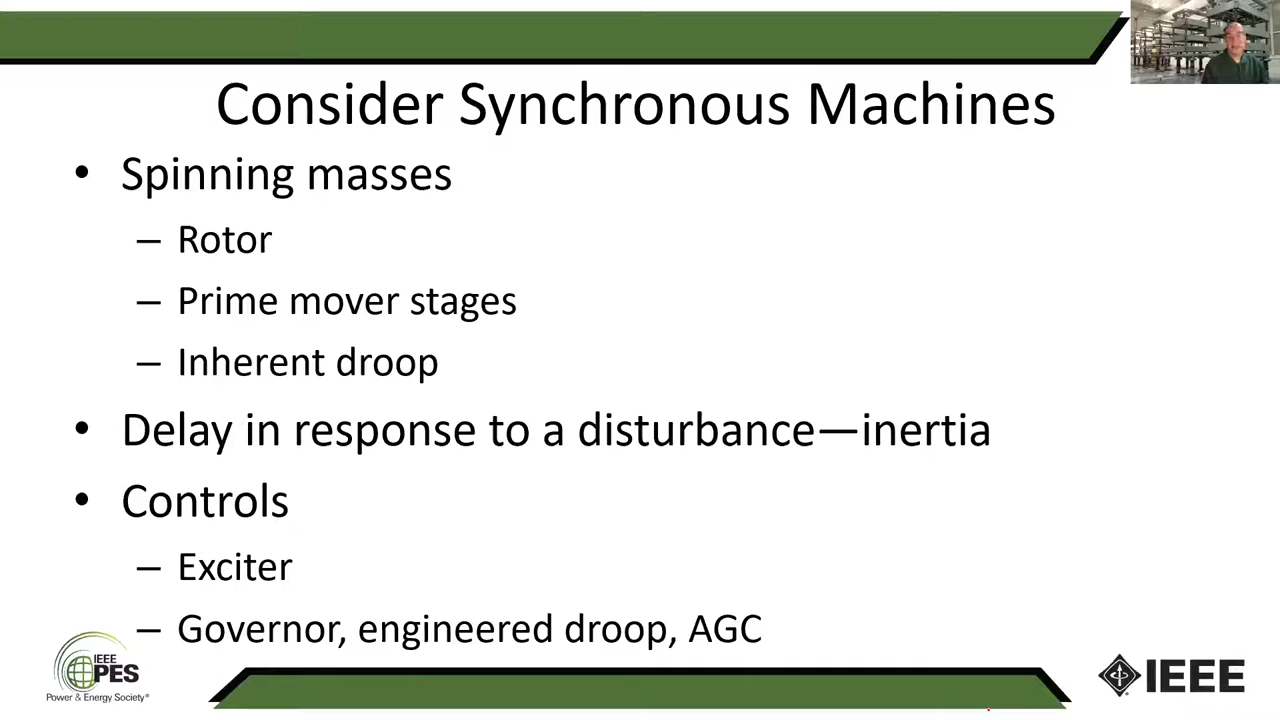 Consider Synchronous Machines
• Spinning masses
– Rotor
– Prime mover stages
– Inherent droop
• Delay in response to a disturbance—inertia
• Controls
– Exciter
– Governor, engineered droop, AGC
IEEE
PES
Power & Energy Society®
IEEE